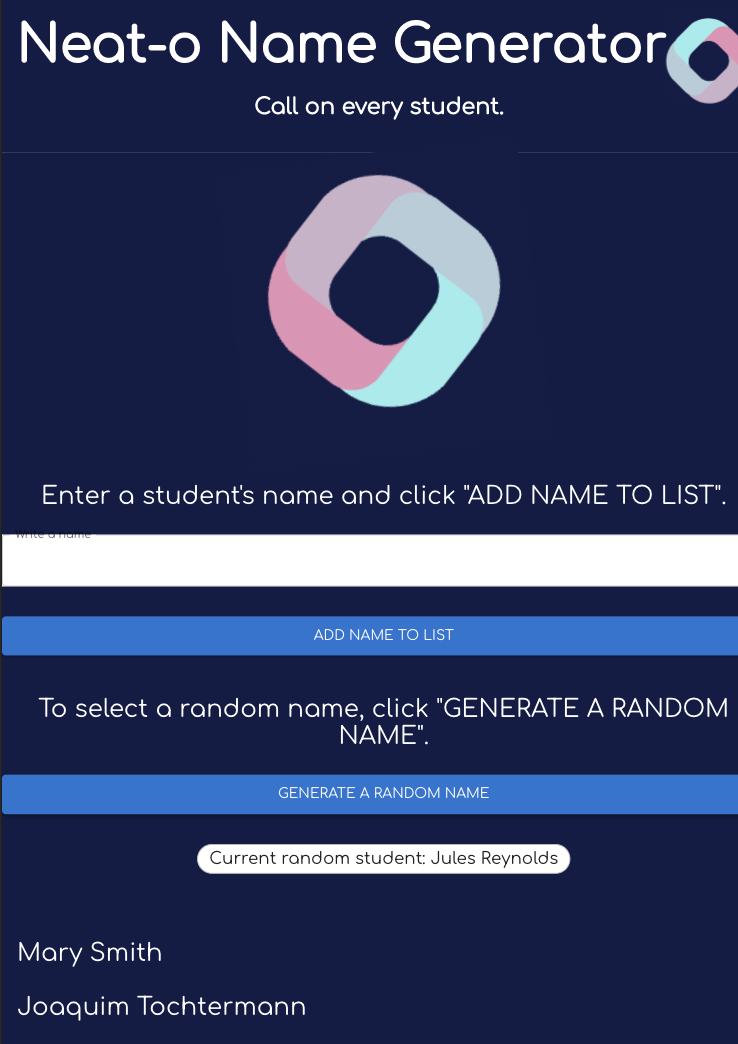 Neat-o Name Generator
Call on every student.
Enter a student's name and click "ADD NAME TO LIST".
Write a name
ADD NAME TO LIST
To select a random name, click "GENERATE A RANDOM
NAME".
GENERATE A RANDOM NAME
Current random student: Jules Reynolds
Mary Smith
Joaquim Tochtermann